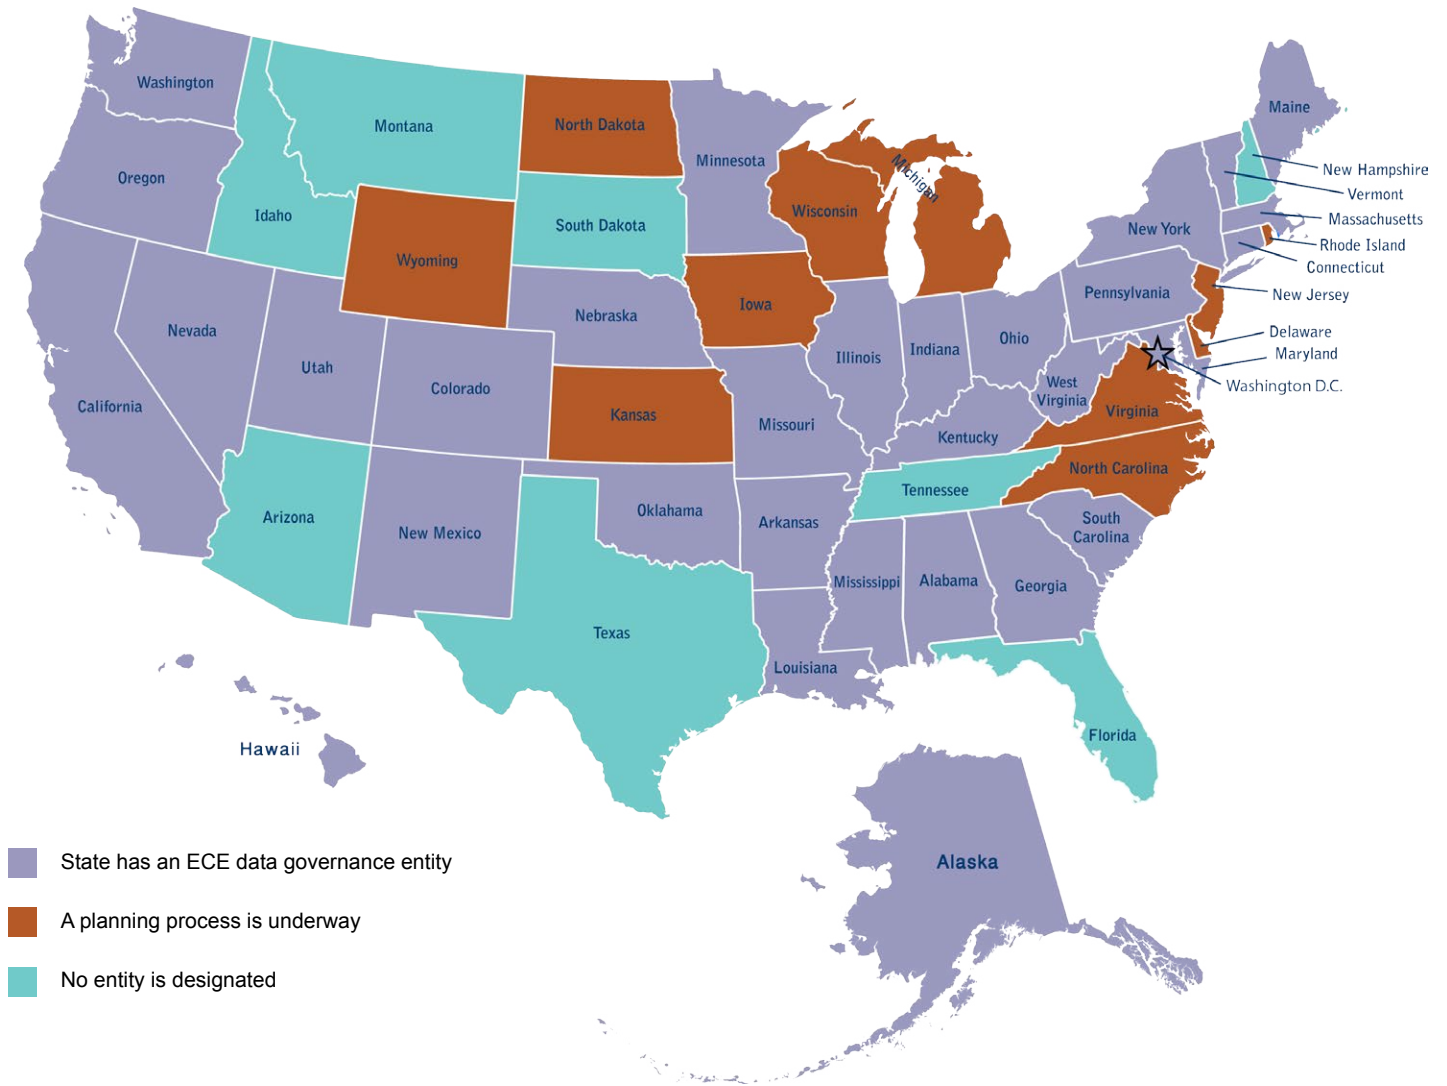 Washington
Maine
Montana
North Dakota
Minnesota
Michigan
New Hampshire
Oregon
Vermont
Idaho
Wisconsin
Massachusetts
South Dakota
New York
Rhode Island
Wyoming
Connecticut
Pennsylvania
New Jersey
Iowa
Nebraska
Nevada
Delaware
Ohio
Indiana
Illinois
Maryland
Utah
Colorado
West
Virginia
Washington D.C.
California
Kansas
Virginia
Missouri
Kentucky
North Carolina
Tennessee
Oklahoma
Arizona
Arkansas
South
Carolina
New Mexico
Mississippi
Alabama
Georgia
Texas
Louisiana
Florida
Hawaii
Alaska
State has an ECE data governance entity
A planning process is underway
No entity is designated